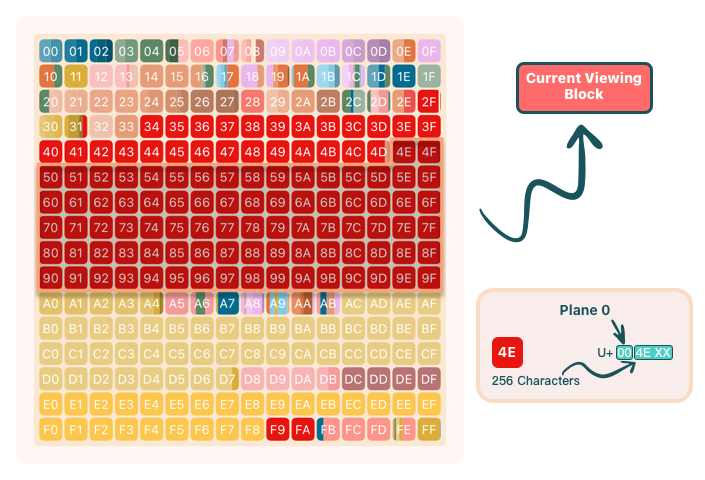 00 01 02 03 04 05 06 07 08 09 0A 0B 0C 0D 0E 0F
10 11 12 13 14 15 16 17 18 19 1A 1B 1C 1D 1E 1F
20 21 22 23 24 25 26 27 28 29 2A 2B 2C 2D 2E 2F
30 31 32 33 34 35 36 37 38 39 3A 3B 3C 3D 3E 3F
40 41 42 43 44 45 46 47 48 49 4A 4B 4C 4D 4E 4F
50 51 52 53 54 55 56 57 58 59 5A 5B 5C 5D 5E 5F
60 61 62 63 64 65 66 67 68 69 6A 6B 6C 6D 6E 6F
70 71 72 73 74 75 76 77 78 79 7A 7B 7C 7D 7E 7F
80 81 82 83 84 85 86 87 88 89 8A 8B 8C 8D 8E 8F
90 91 92 93 94 95 96 97 98 99 9A 9B 9C 9D 9E 9F
A0 A1 A2 A3 A4 A5 A6 A7 A8 A9 AA AB AC AD AE AF
B0 B1 B2 B3 B4 B5 B6 B7 B8 B9 BA BB BC BD BE BF
C0 C1 C2 C3 C4 C5 C6 C7 C8 C9 CA CB CC CD CE CF
D0 D1 D2 D3 D4 D5 D6 D7 D8 D9 DA DB DC DD DE DF
E0 E1 E2 E3 E4 E5 E6 E7 E8 E9 EA EB EC ED EE EF
F0 F1 F2 F3 F4 F5 F6 F7 F8 F9 FA FB FC FD FE FF
Current Viewing
Block
Plane 0
4E
U+ 00 4E XX
256 Characters